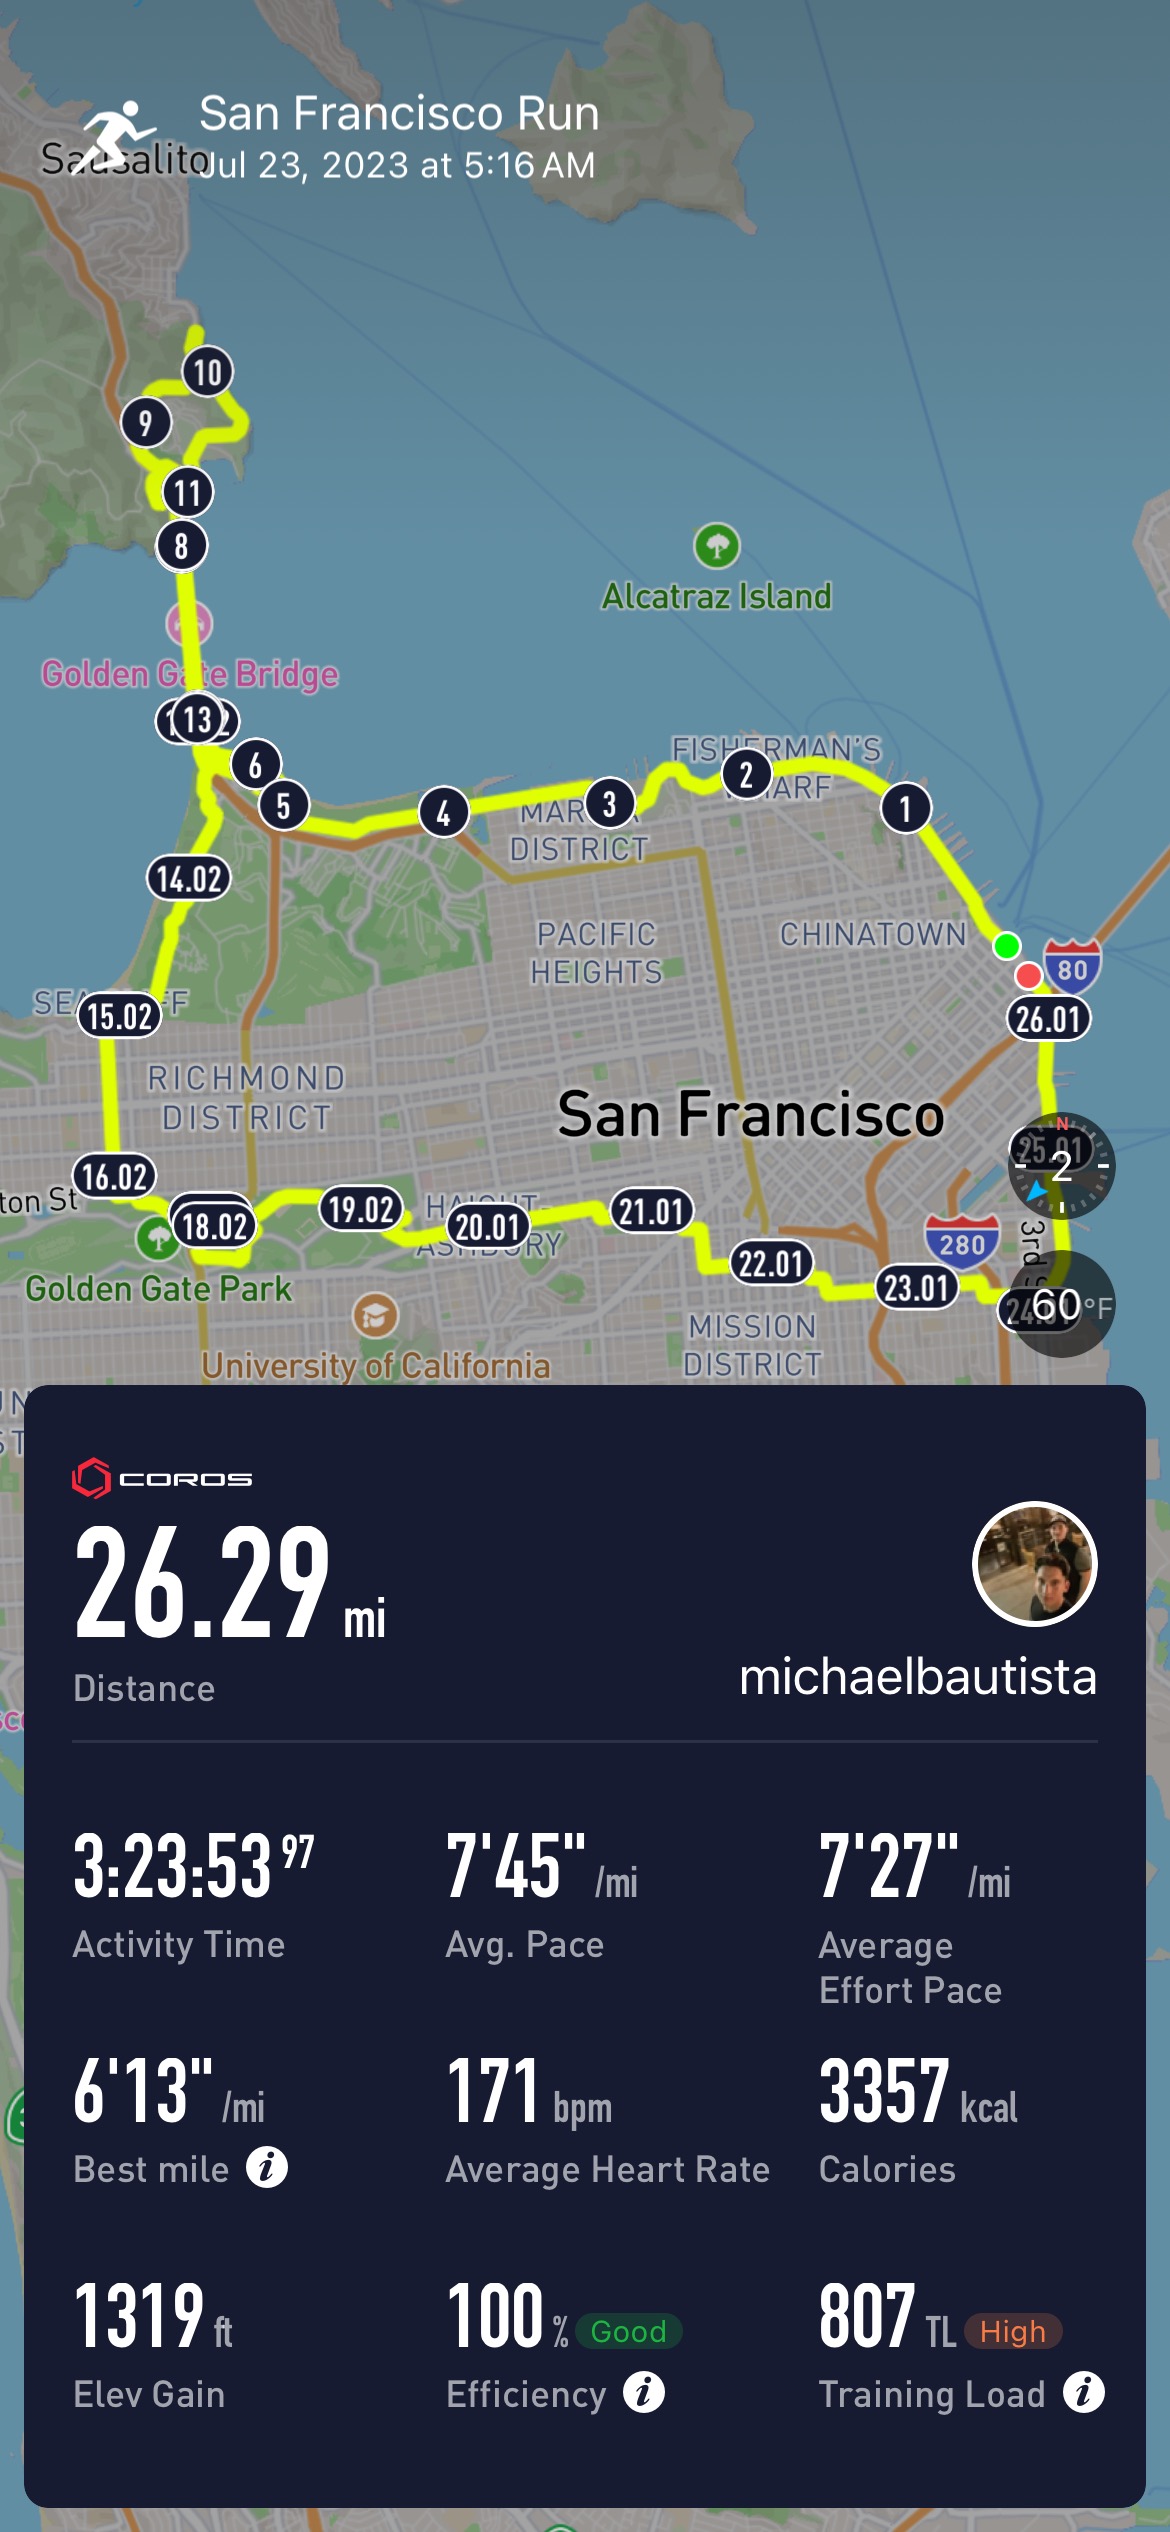 San Francisco Run
Sausalito
Jul 23, 2023 at 5:16 AM
10
9
11
8
Alcatraz Island
Golden Gate Bridge
13
6
5
4
3
2
1
FISHERMAN'S
WHARF
MARINA
DISTRICT
14.02
PACIFIC
HEIGHTS
CHINATOWN
80
15.02
26.01
RICHMOND
DISTRICT
San Francisco
N
25.01
2
16.02
ton St
18.02
19.02
HAIGHT
ASHBURY
20.01
21.01
22.01
23.01
280
3rd
24.01
60°F
Golden Gate Park
University of California
MISSION
DISTRICT
COROS
26.29 mi
Distance
michaelbautista
3:23:53 97
Activity Time
7'45" /mi
Avg. Pace
7'27" /mi
Average
Effort Pace
6'13" /mi
Best mile
171 bpm
Average Heart Rate
3357 kcal
Calories
1319 ft
Elev Gain
100 % Good
Efficiency
807 TL High
Training Load